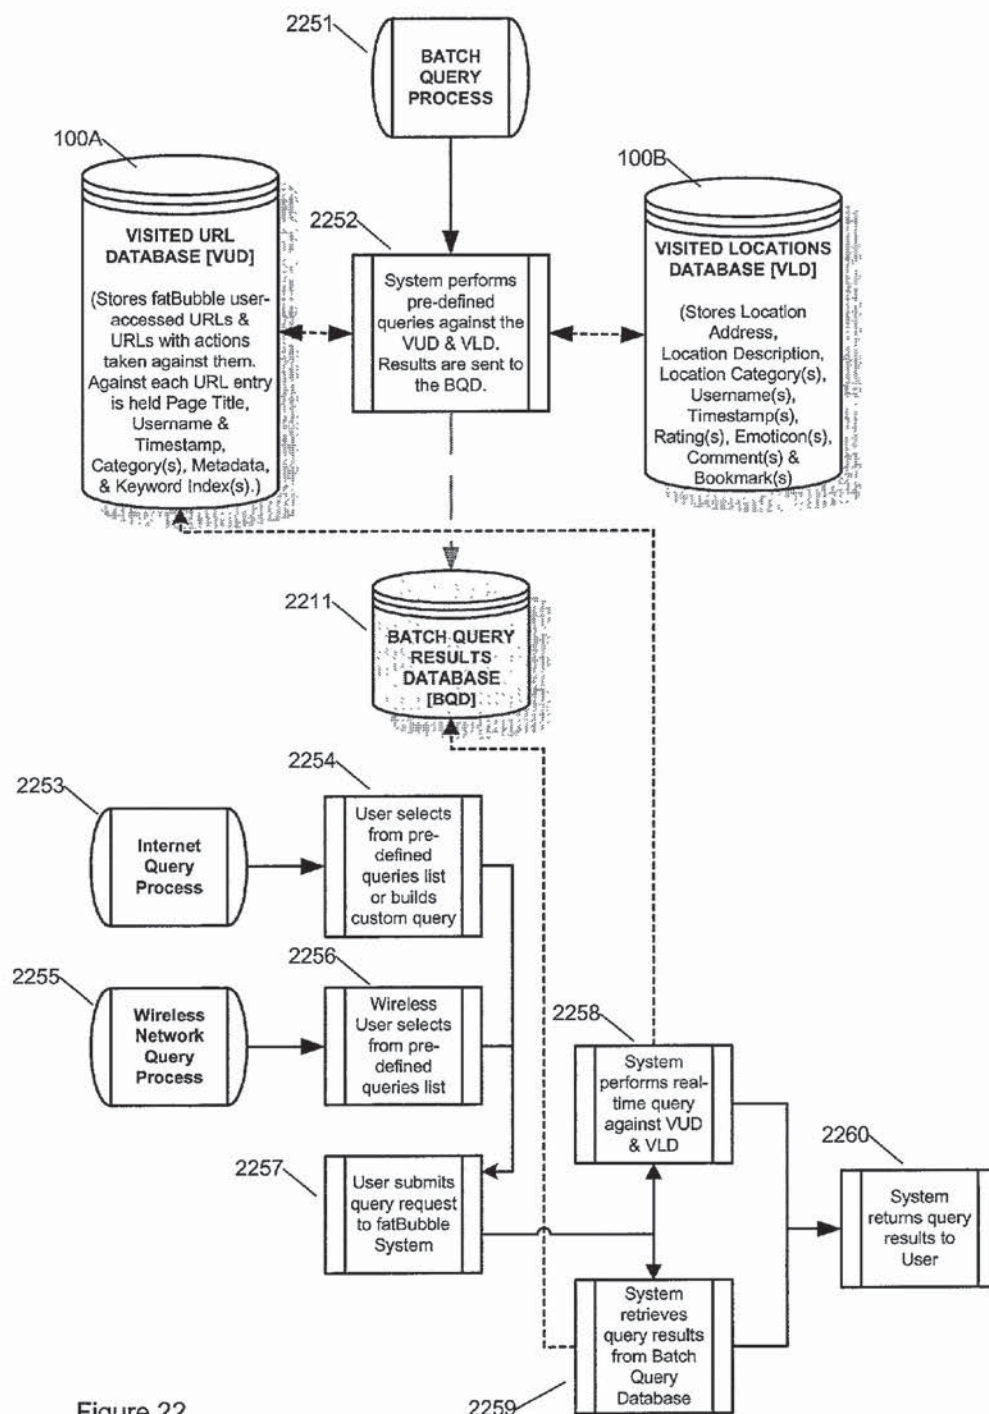 2251
BATCH
QUERY
PROCESS
100A
VISITED URL
DATABASE [VUD]
(Stores fatBubble user-
accessed URLs &
URLs with actions
taken against them.
Against each URL entry
is held Page Title,
Username &
Timestamp,
Category(s), Metadata,
& Keyword Index(s).)
2252
System performs
pre-defined
queries against the
VUD & VLD.
Results are sent to
the BQD.
100B
VISITED LOCATIONS
DATABASE [VLD]
(Stores Location
Address,
Location Description,
Location Category(s),
Username(s),
Timestamp(s),
Rating(s), Emoticon(s),
Comment(s) &
Bookmark(s)
2211
BATCH QUERY
RESULTS
DATABASE
[BQD]
2253
Internet
Query
Process
2254
User selects
from pre-
defined
queries list
or builds
custom query
2255
Wireless
Network
Query
Process
2256
Wireless
User selects
from pre-
defined
queries list
2257
User submits
query request
to fatBubble
System
2258
System
performs real-
time query
against VUD
& VLD
2259
System
retrieves
query results
from Batch
Query
Database
2260
System
returns query
results to
User
Figure 22